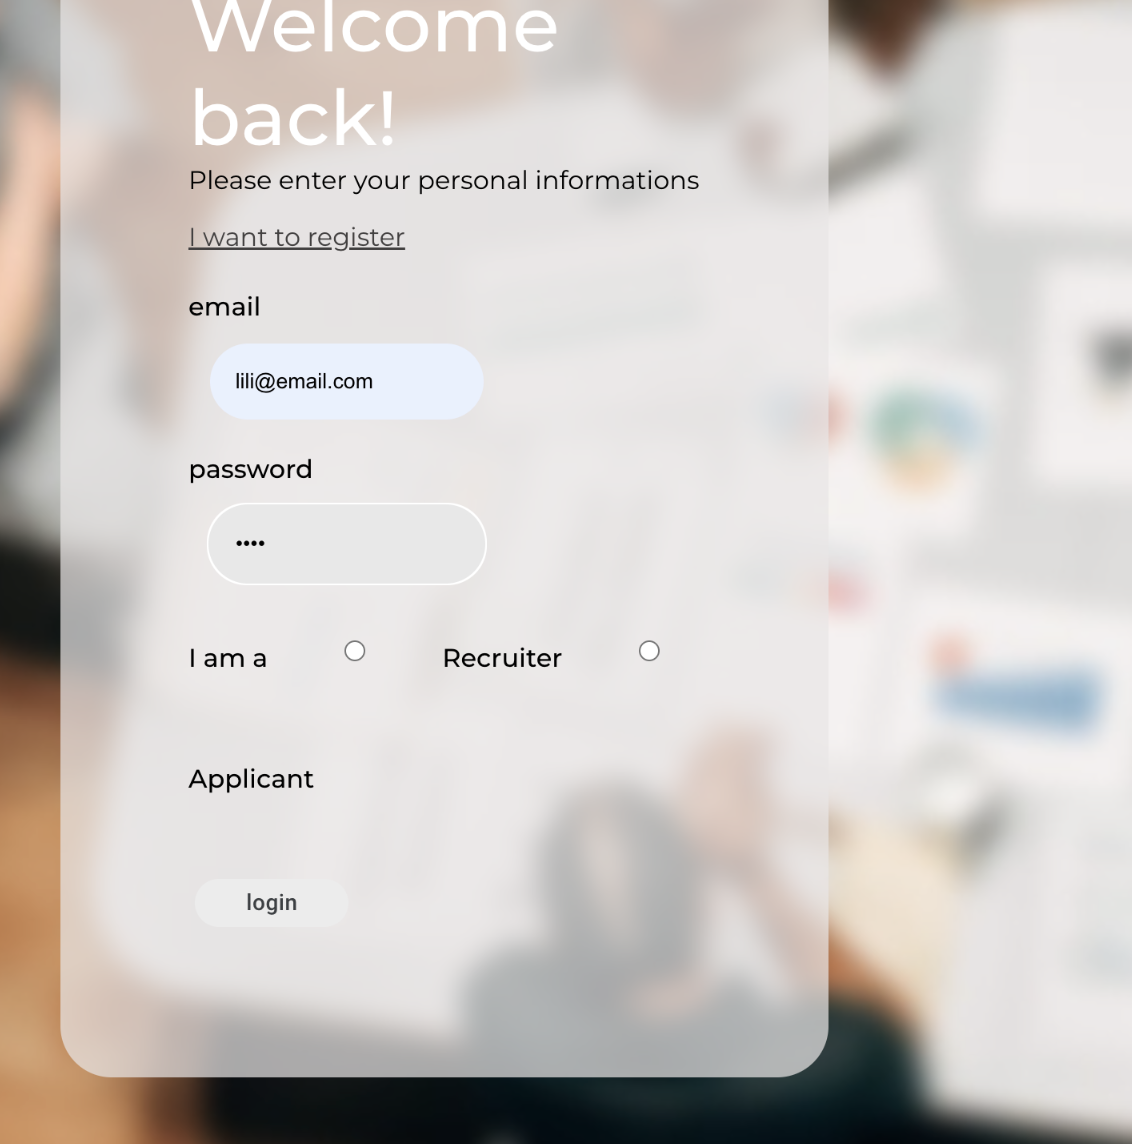 Welcome
back!
Please enter your personal informations
I want to register
email
lili@email.com
password
••••
I am a
Recruiter
Applicant
login